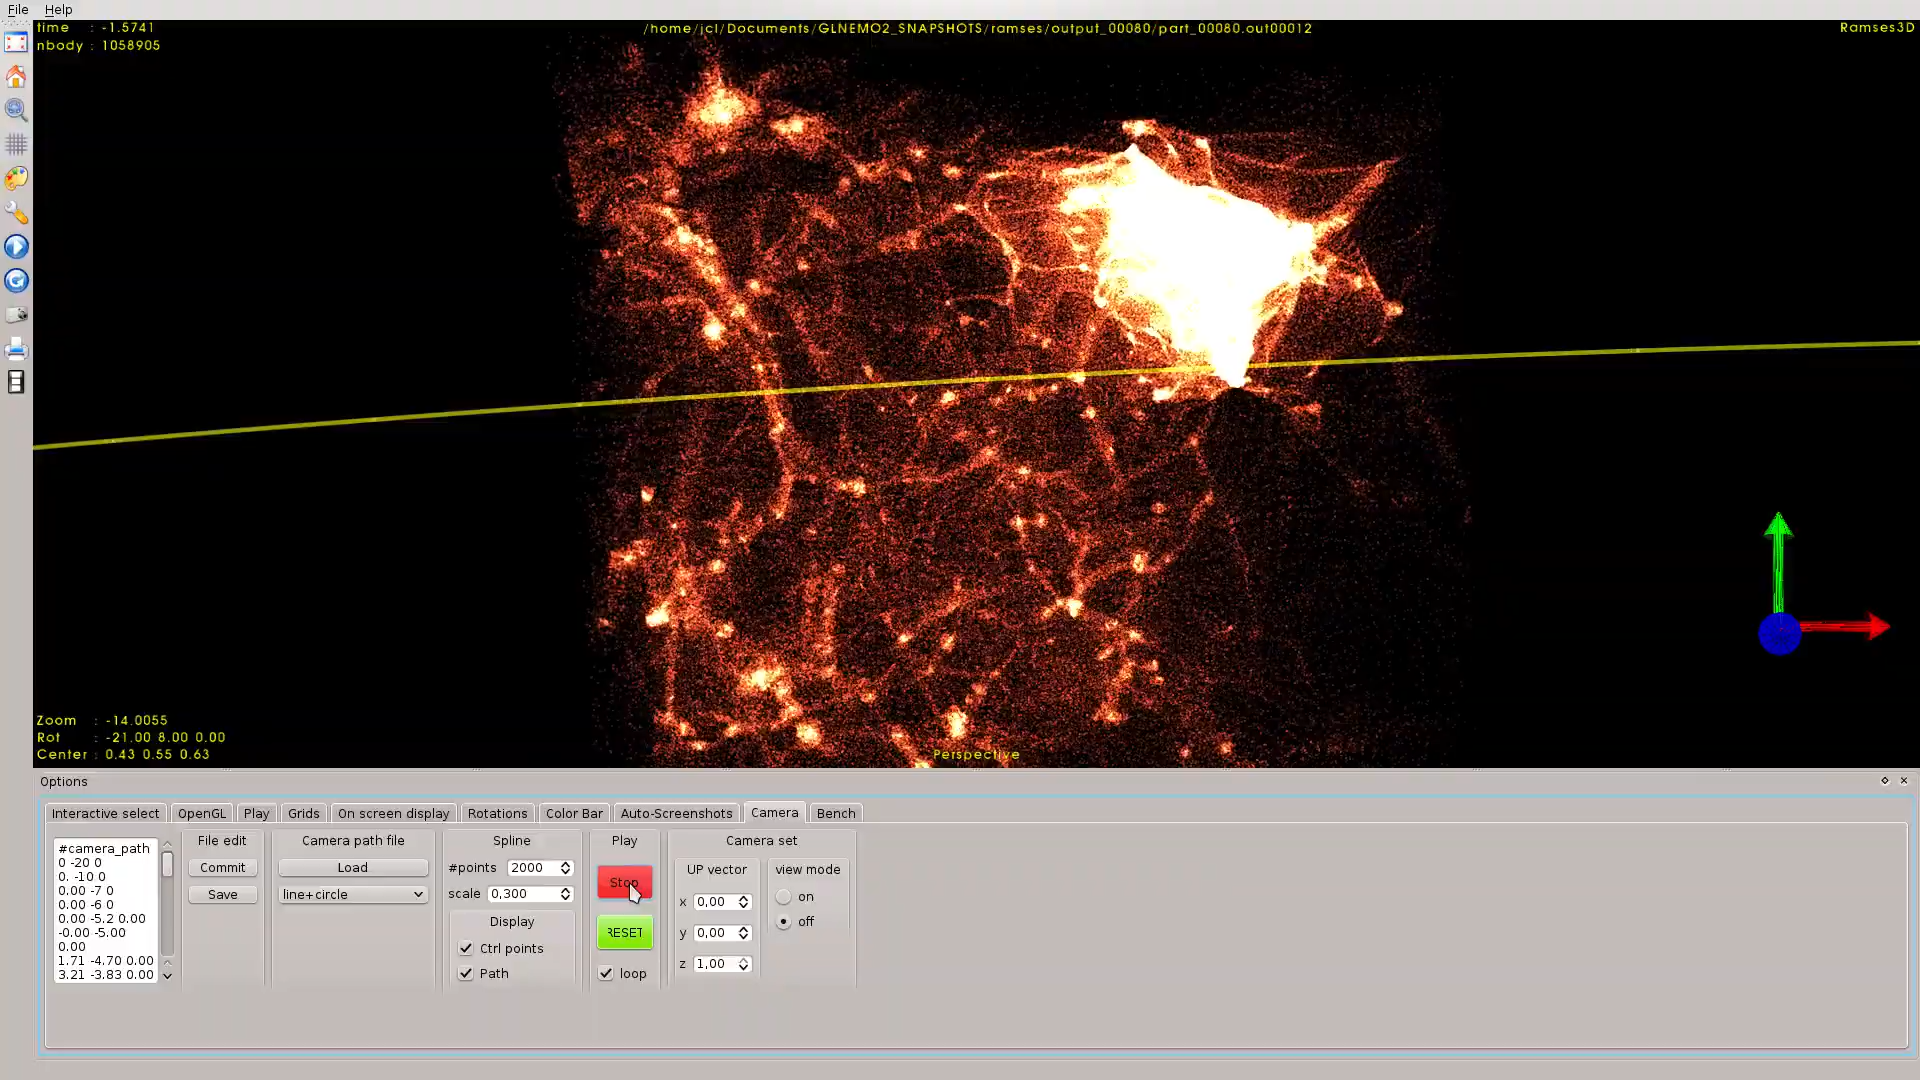 File Help
time : -1.5741
nbody : 1058905
/home/jcl/Documents/GLNEMO2_SNAPSHOTS/ramses/output_00080/part_00080.out00012
Ramses3D
Zoom : -14.0055
Rot : -21.00 8.00 0.00
Center : 0.43 0.55 0.63
Perspective
Options
Interactive select OpenGL Play Grids On screen display Rotations Color Bar Auto-Screenshots Camera Bench
#camera_path
0 -20 0
0. -10 0
0.00 -7 0
0.00 -6 0
0.00 -5.2 0.00
-0.00 -5.00
0.00
1.71 -4.70 0.00
3.21 -3.83 0.00
File edit
Commit
Save
Camera path file
Load
line+circle
Spline
#points 2000
scale 0,300
Display
Ctrl points
Path
Play
Stop
RESET
loop
Camera set
UP vector
x 0,00
y 0,00
z 1,00
view mode
on
off